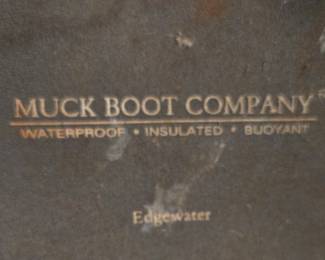 MUCK BOOT COMPANY
WATERPROOF • INSULATED • BUOYANT
Edgewater